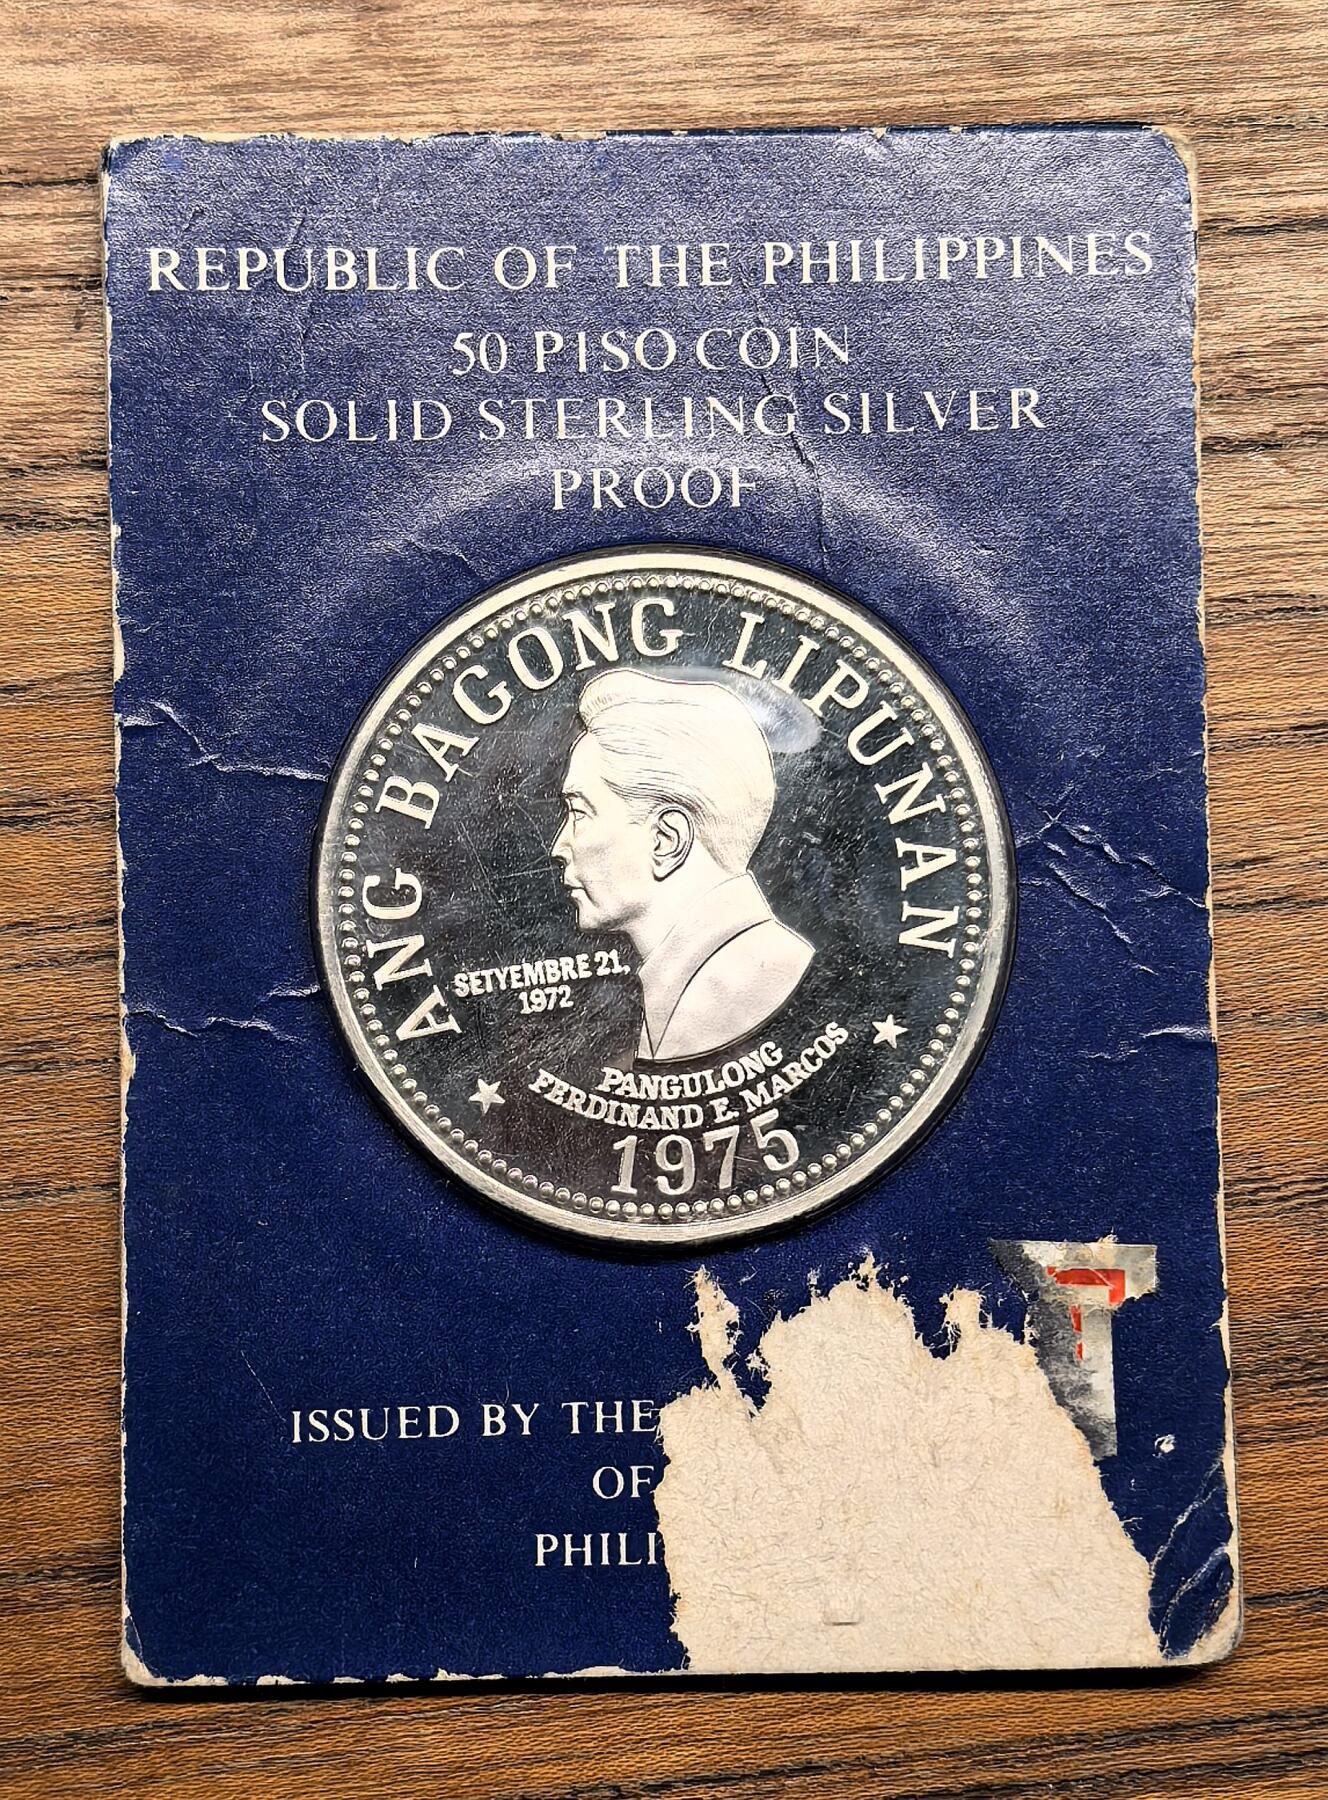 REPUBLIC OF THE PHILIPPINES
50 PISO COIN
SOLID STERLING SILVER
PROOF
ANG BAGONG LIPUNAN
SETYEMBRE 21,
1972
PANGULONG
FERDINAND E. MARCOS
1975
ISSUED BY THE
OF
PHILI